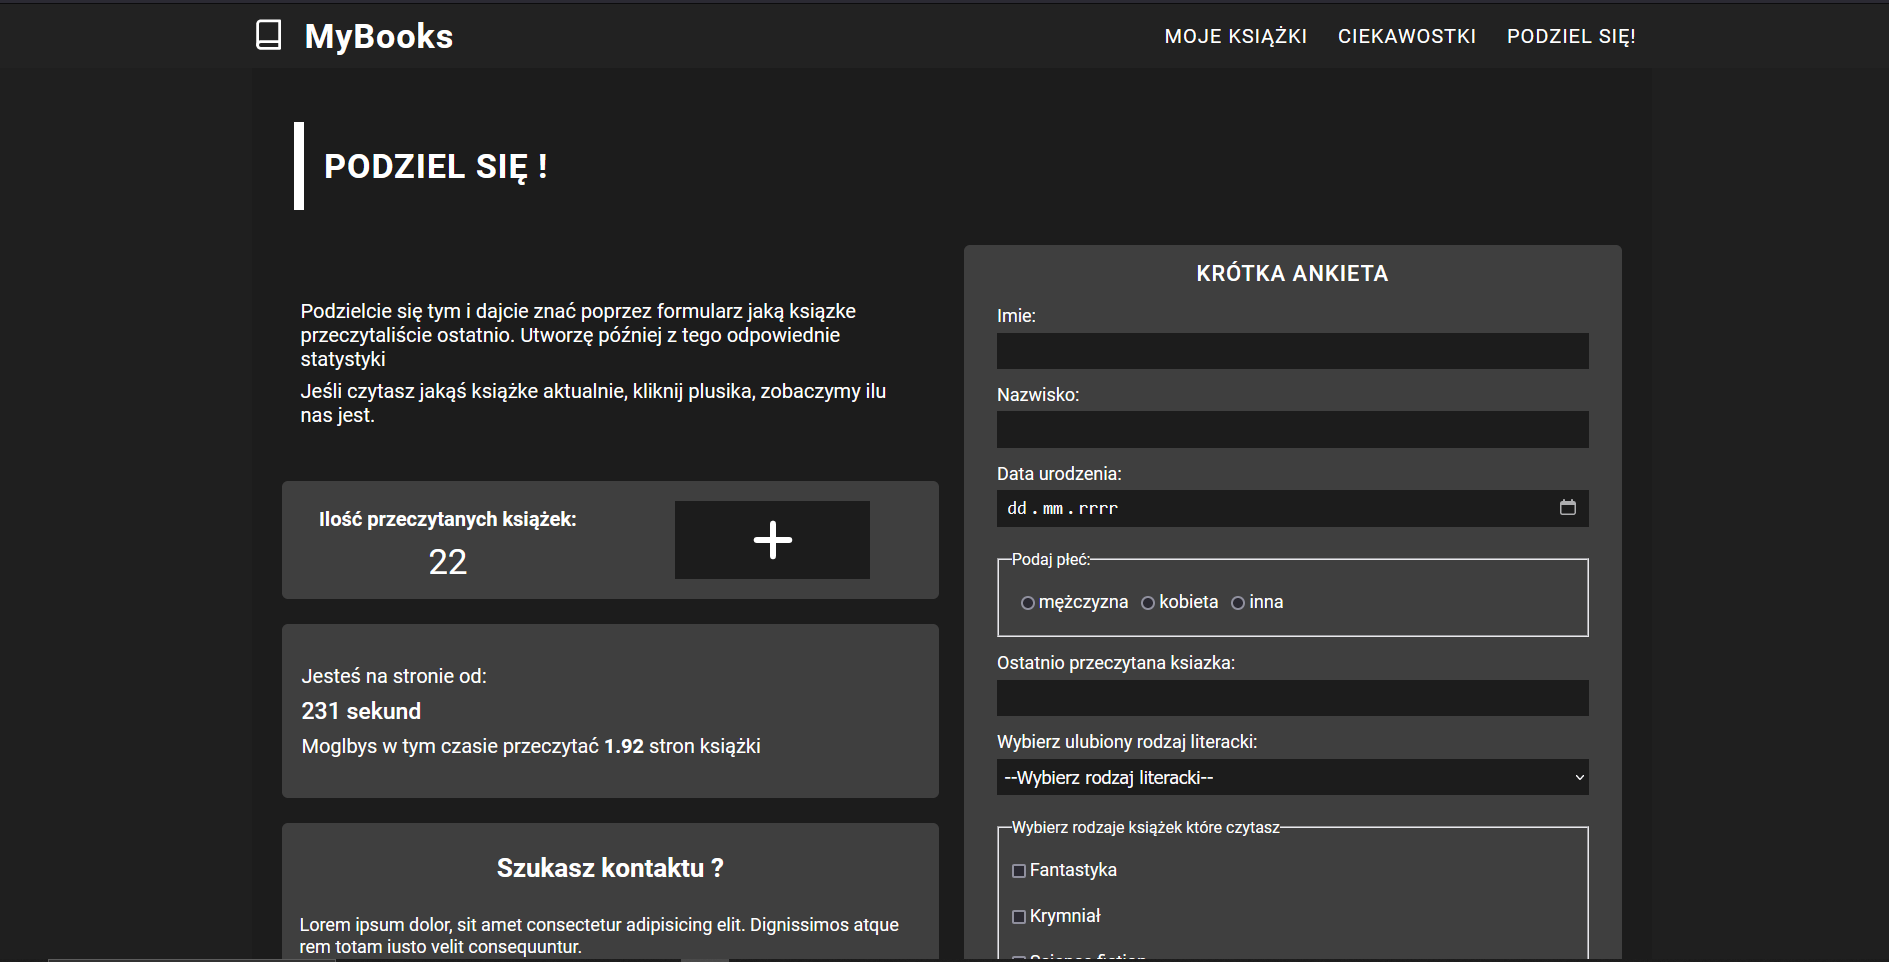 MyBooks
MOJE KSIĄŻKI
CIEKAWOSTKI
PODZIEL SIĘ!
PODZIEL SIĘ !
Podzielcie się tym i dajcie znać poprzez formularz jaką ksiązke
przeczytaliście ostatnio. Utworzę później z tego odpowiednie
statystyki
Jeśli czytasz jakąś książke aktualnie, kliknij plusika, zobaczymy ilu
nas jest.
Ilość przeczytanych książek:
22
Jesteś na stronie od:
231 sekund
Moglbys w tym czasie przeczytać 1.92 stron książki
Szukasz kontaktu ?
Lorem ipsum dolor, sit amet consectetur adipisicing elit. Dignissimos atque
rem totam iusto velit consequuntur.
KRÓTKA ANKIETA
Imie:
Nazwisko:
Data urodzenia:
dd.mm.rrrr
Podaj płeć:
mężczyzna
kobieta
inna
Ostatnio przeczytana ksiazka:
Wybierz ulubiony rodzaj literacki:
--Wybierz rodzaj literacki--
Wybierz rodzaje książek które czytasz
Fantastyka
Krymniał
Science fiction